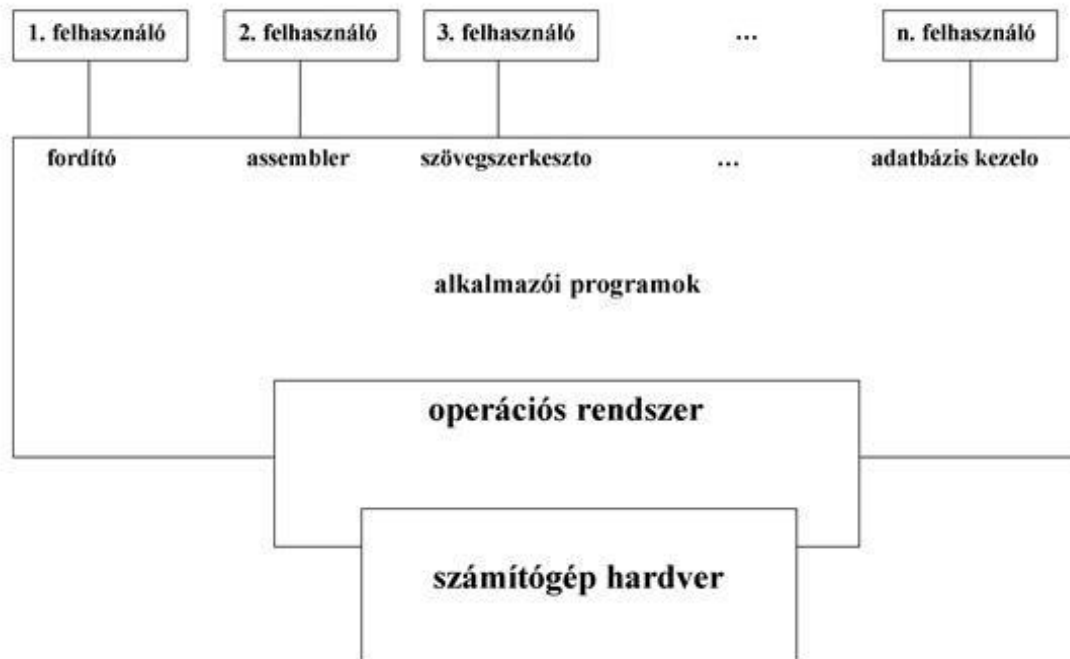 1. felhasználó 2. felhasználó 3. felhasználó ... n. felhasználó
fordító assembler szövegszerkeszto ... adatbázis kezelo
alkalmazói programok
operációs rendszer
számítógép hardver